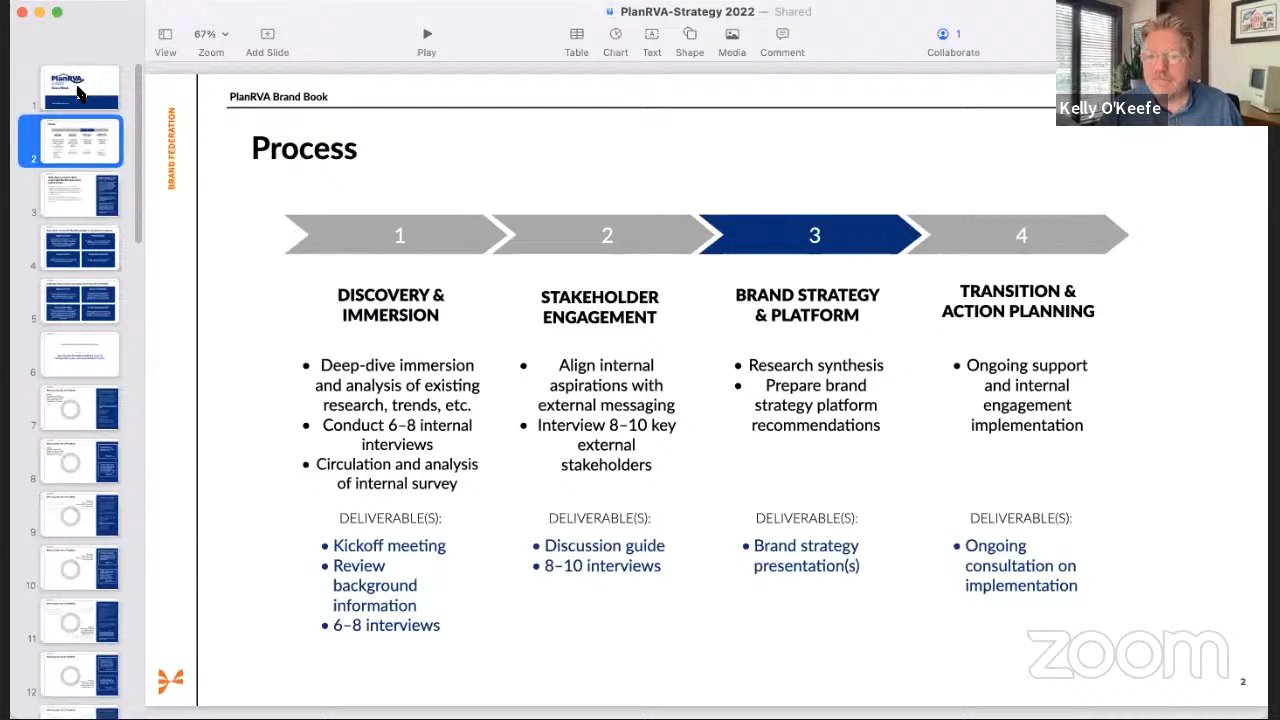 PlanRVA-Strategy 2022 — Shared
67%
View
Add Slide
Play
Table
Chart
Text
Shape
Media
Comment
1
Collaborate
Kelly O'Keefe
PlanRVA
1
2
3
4
5
6
7
8
9
10
11
12
BRAND FEDERATION
PlanRVA Brand Book
Process
1
2
3
4
DISCOVERY &
IMMERSION
STAKEHOLDER
ENGAGEMENT
BRAND STRATEGY
& PLATFORM
TRANSITION &
ACTION PLANNING
• Deep-dive immersion
and analysis of existing
research, trends, etc.
• Conduct 6–8 internal
interviews
• Circulation and analysis
of internal survey
• Align internal
aspirations with
external messaging
• Interview 8–10 key
external
stakeholders
• Research synthesis
• Prepare brand
strategy platform
recommendations
• Ongoing support
and internal
engagement
implementation
DELIVERABLE(S):
DELIVERABLE(S):
DELIVERABLE(S):
DELIVERABLE(S):
• Kickoff meeting
• Review
background
information
• 6–8 interviews
• Discussion guide
• 8–10 interviews
• Brand strategy
presentation(s)
• Ongoing
consultation on
implementation
zoom
2